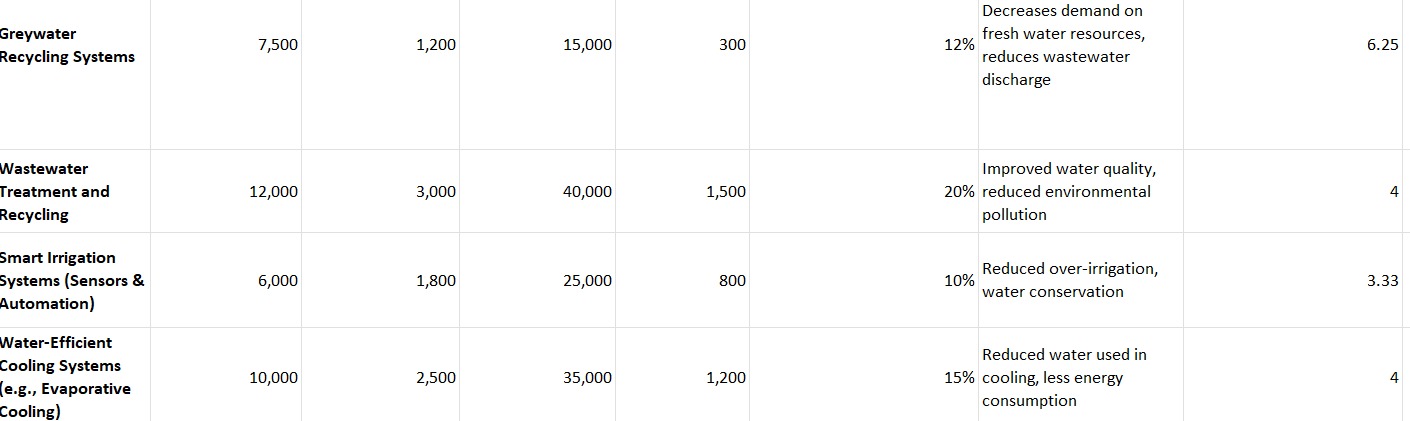 Greywater
Recycling Systems
7,500
1,200
15,000
300
12%
Decreases demand on
fresh water resources,
reduces wastewater
discharge
6.25
Wastewater
Treatment and
Recycling
12,000
3,000
40,000
1,500
20%
Improved water quality,
reduced environmental
pollution
4
Smart Irrigation
Systems (Sensors &
Automation)
6,000
1,800
25,000
800
10%
Reduced over-irrigation,
water conservation
3.33
Water-Efficient
Cooling Systems
(e.g., Evaporative
Cooling)
10,000
2,500
35,000
1,200
15%
Reduced water used in
cooling, less energy
consumption
4